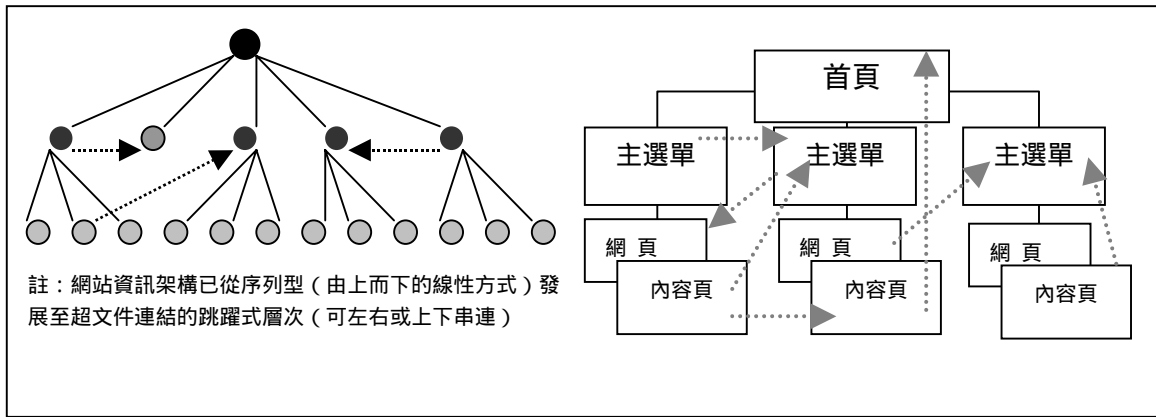 首頁
主選單
主選單
主選單
網 頁
網 頁
網 頁
內容頁
內容頁
內容頁
註：網站資訊架構已從序列型（由上而下的線性方式）發
展至超文件連結的跳躍式層次（可左右或上下串連）